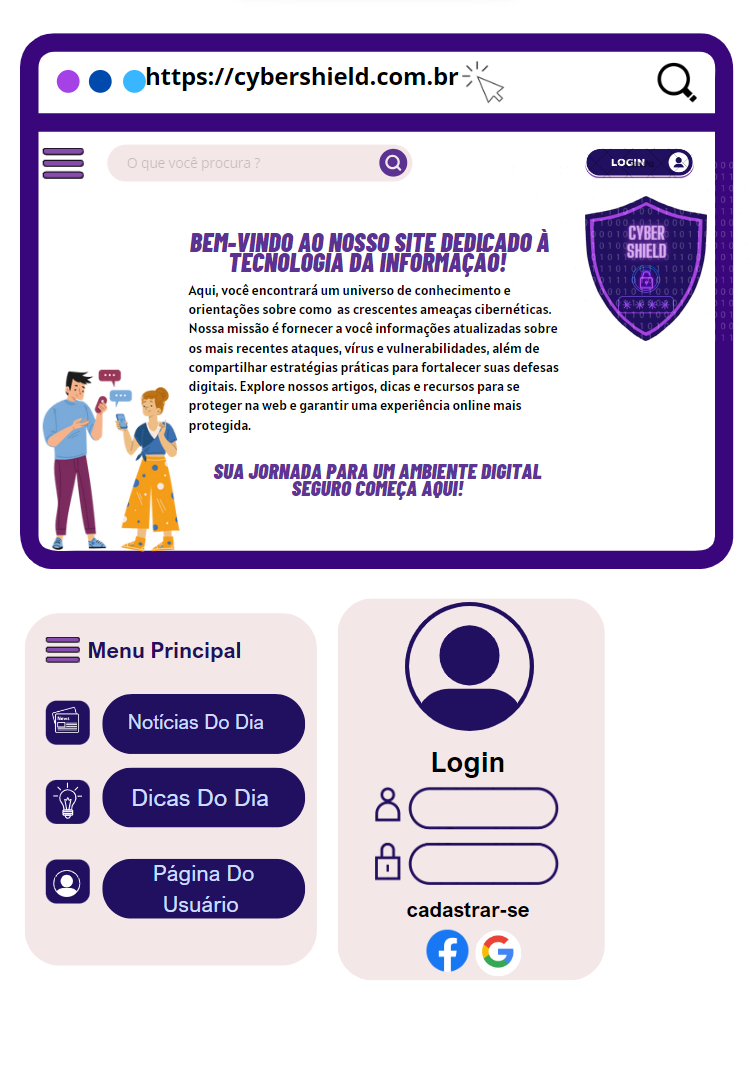 https://cybershield.com.br
O que você procura ?
LOGIN
CYBER
SHIELD
BEM-VINDO AO NOSSO SITE DEDICADO À
TECNOLOGIA DA INFORMAÇÃO!
Aqui, você encontrará um universo de conhecimento e
orientações sobre como as crescentes ameaças cibernéticas.
Nossa missão é fornecer a você informações atualizadas sobre
os mais recentes ataques, vírus e vulnerabilidades, além de
compartilhar estratégias práticas para fortalecer suas defesas
digitais. Explore nossos artigos, dicas e recursos para se
proteger na web e garantir uma experiência online mais
protegida.
SUA JORNADA PARA UM AMBIENTE DIGITAL
SEGURO COMEÇA AQUI!
Menu Principal
News
Notícias Do Dia
Dicas Do Dia
Página Do
Usuário
Login
cadastrar-se